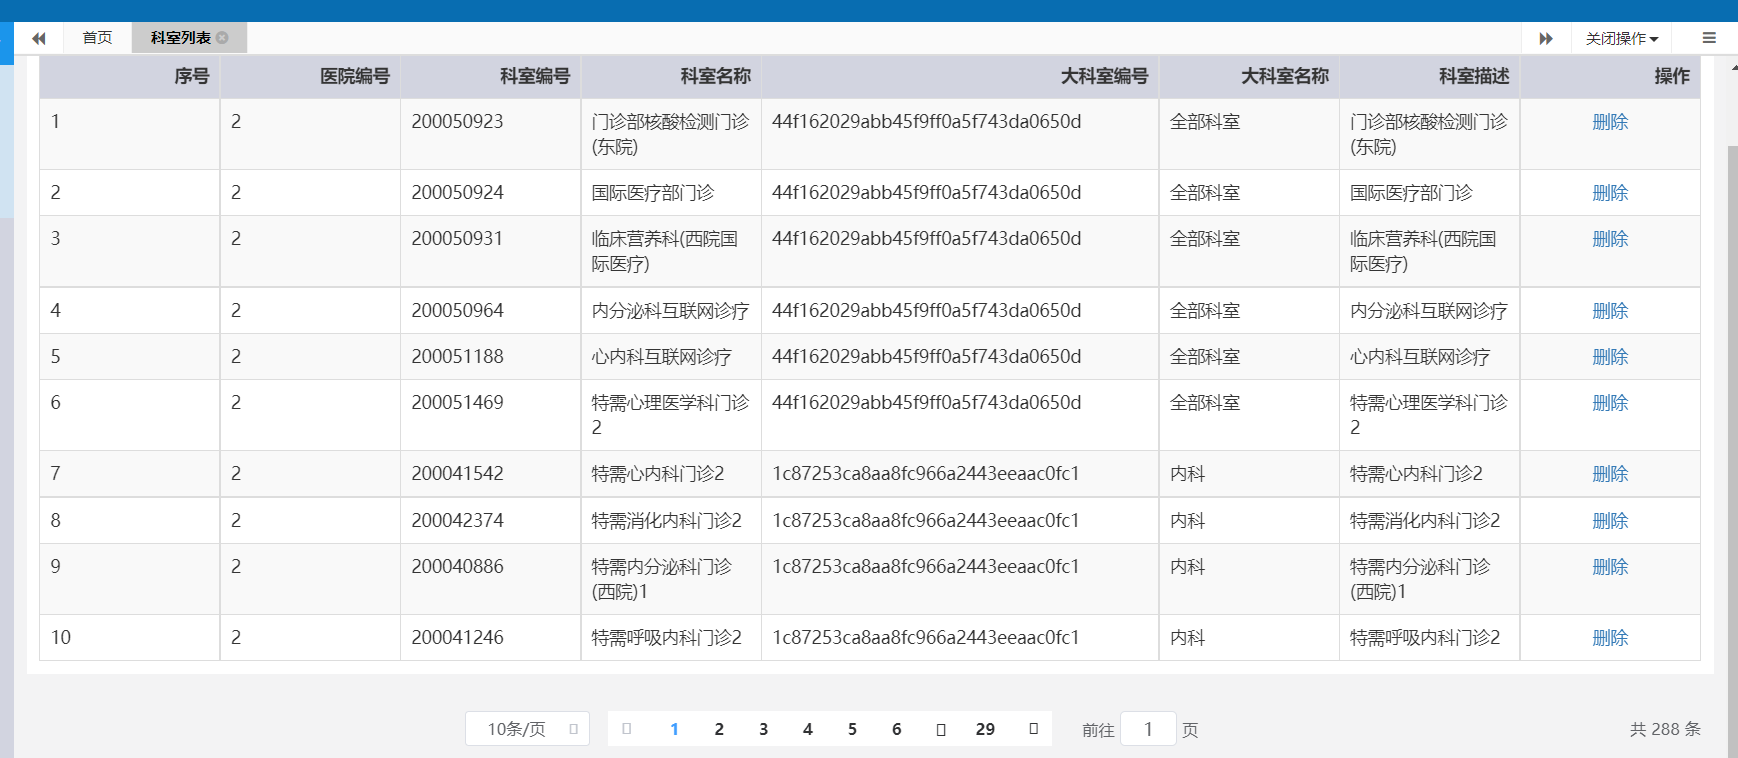 首页 科室列表 关闭操作
序号 医院编号 科室编号 科室名称 大科室编号 大科室名称 科室描述 操作
1 2 200050923 门诊部核酸检测门诊 44f162029abb45f9ff0a5f743da0650d 全部科室 门诊部核酸检测门诊 删除
(东院) (东院)
2 2 200050924 国际医疗部门诊 44f162029abb45f9ff0a5f743da0650d 全部科室 国际医疗部门诊 删除
3 2 200050931 临床营养科(西院国 44f162029abb45f9ff0a5f743da0650d 全部科室 临床营养科(西院国 删除
际医疗) 际医疗)
4 2 200050964 内分泌科互联网诊疗 44f162029abb45f9ff0a5f743da0650d 全部科室 内分泌科互联网诊疗 删除
5 2 200051188 心内科互联网诊疗 44f162029abb45f9ff0a5f743da0650d 全部科室 心内科互联网诊疗 删除
6 2 200051469 特需心理医学科门诊 44f162029abb45f9ff0a5f743da0650d 全部科室 特需心理医学科门诊 删除
2 2
7 2 200041542 特需心内科门诊2 1c87253ca8aa8fc966a2443eeaac0fc1 内科 特需心内科门诊2 删除
8 2 200042374 特需消化内科门诊2 1c87253ca8aa8fc966a2443eeaac0fc1 内科 特需消化内科门诊2 删除
9 2 200040886 特需内分泌科门诊 1c87253ca8aa8fc966a2443eeaac0fc1 内科 特需内分泌科门诊 删除
(西院)1 (西院)1
10 2 200041246 特需呼吸内科门诊2 1c87253ca8aa8fc966a2443eeaac0fc1 内科 特需呼吸内科门诊2 删除
10条/页 1 2 3 4 5 6 29 前往 1 页 共 288 条